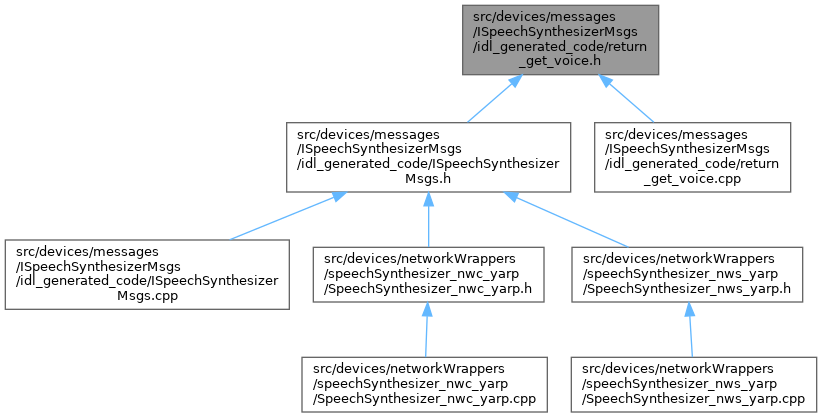 src/devices/messages
/ISpeechSynthesizerMsgs
/idl_generated_code/return
_get_voice.h
src/devices/messages
/ISpeechSynthesizerMsgs
/idl_generated_code/ISpeechSynthesizer
Msgs.h
src/devices/messages
/ISpeechSynthesizerMsgs
/idl_generated_code/return
_get_voice.cpp
src/devices/messages
/ISpeechSynthesizerMsgs
/idl_generated_code/ISpeechSynthesizer
Msgs.cpp
src/devices/networkWrappers
/speechSynthesizer_nwc_yarp
/SpeechSynthesizer_nwc_yarp.h
src/devices/networkWrappers
/speechSynthesizer_nws_yarp
/SpeechSynthesizer_nws_yarp.h
src/devices/networkWrappers
/speechSynthesizer_nwc_yarp
/SpeechSynthesizer_nwc_yarp.cpp
src/devices/networkWrappers
/speechSynthesizer_nws_yarp
/SpeechSynthesizer_nws_yarp.cpp